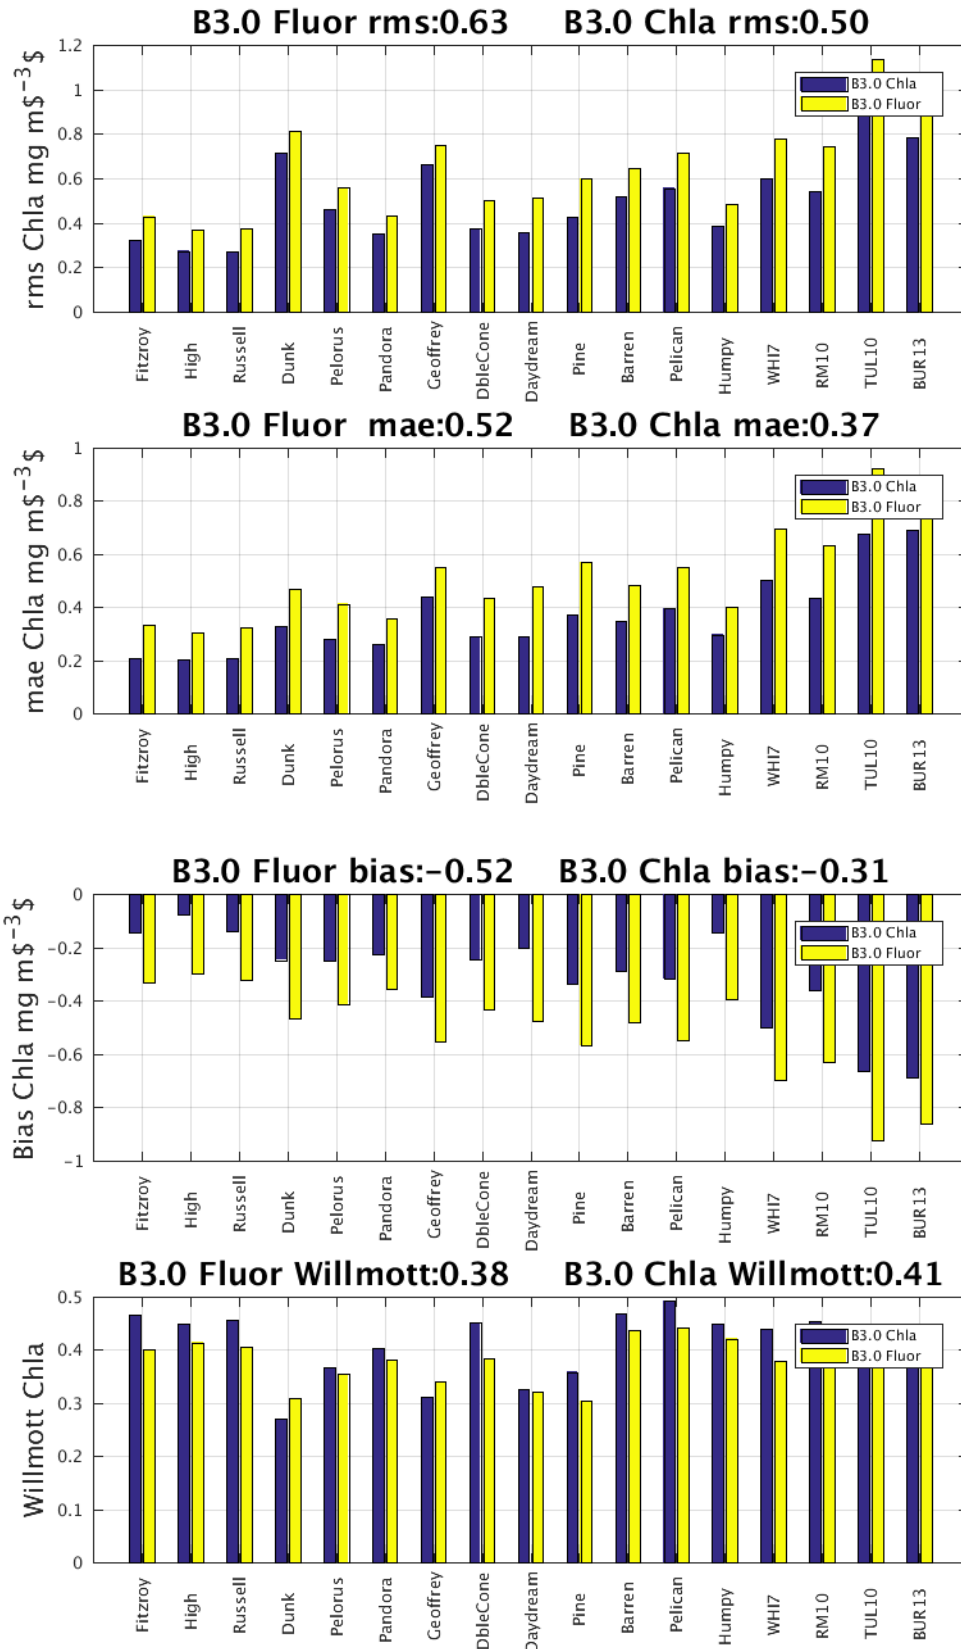 B3.0 Fluor rms:0.63 B3.0 Chla rms:0.50
rms Chla mg m$^{-3}$
1.2
1
0.8
0.6
0.4
0.2
0
B3.0 Chla
B3.0 Fluor
Fitzroy
High
Russell
Dunk
Pelorus
Pandora
Geoffrey
DbleCone
Daydream
Pine
Barren
Pelican
Humpy
WHI7
RM10
TUL10
BUR13
B3.0 Fluor mae:0.52 B3.0 Chla mae:0.37
mae Chla mg m$^{-3}$
1
0.8
0.6
0.4
0.2
0
B3.0 Chla
B3.0 Fluor
Fitzroy
High
Russell
Dunk
Pelorus
Pandora
Geoffrey
DbleCone
Daydream
Pine
Barren
Pelican
Humpy
WHI7
RM10
TUL10
BUR13
B3.0 Fluor bias:−0.52 B3.0 Chla bias:−0.31
Bias Chla mg m$^{-3}$
0
−0.2
−0.4
−0.6
−0.8
−1
B3.0 Chla
B3.0 Fluor
Fitzroy
High
Russell
Dunk
Pelorus
Pandora
Geoffrey
DbleCone
Daydream
Pine
Barren
Pelican
Humpy
WHI7
RM10
TUL10
BUR13
B3.0 Fluor Willmott:0.38 B3.0 Chla Willmott:0.41
Willmott Chla
0.5
0.4
0.3
0.2
0.1
0
B3.0 Chla
B3.0 Fluor
Fitzroy
High
Russell
Dunk
Pelorus
Pandora
Geoffrey
DbleCone
Daydream
Pine
Barren
Pelican
Humpy
WHI7
RM10
TUL10
BUR13